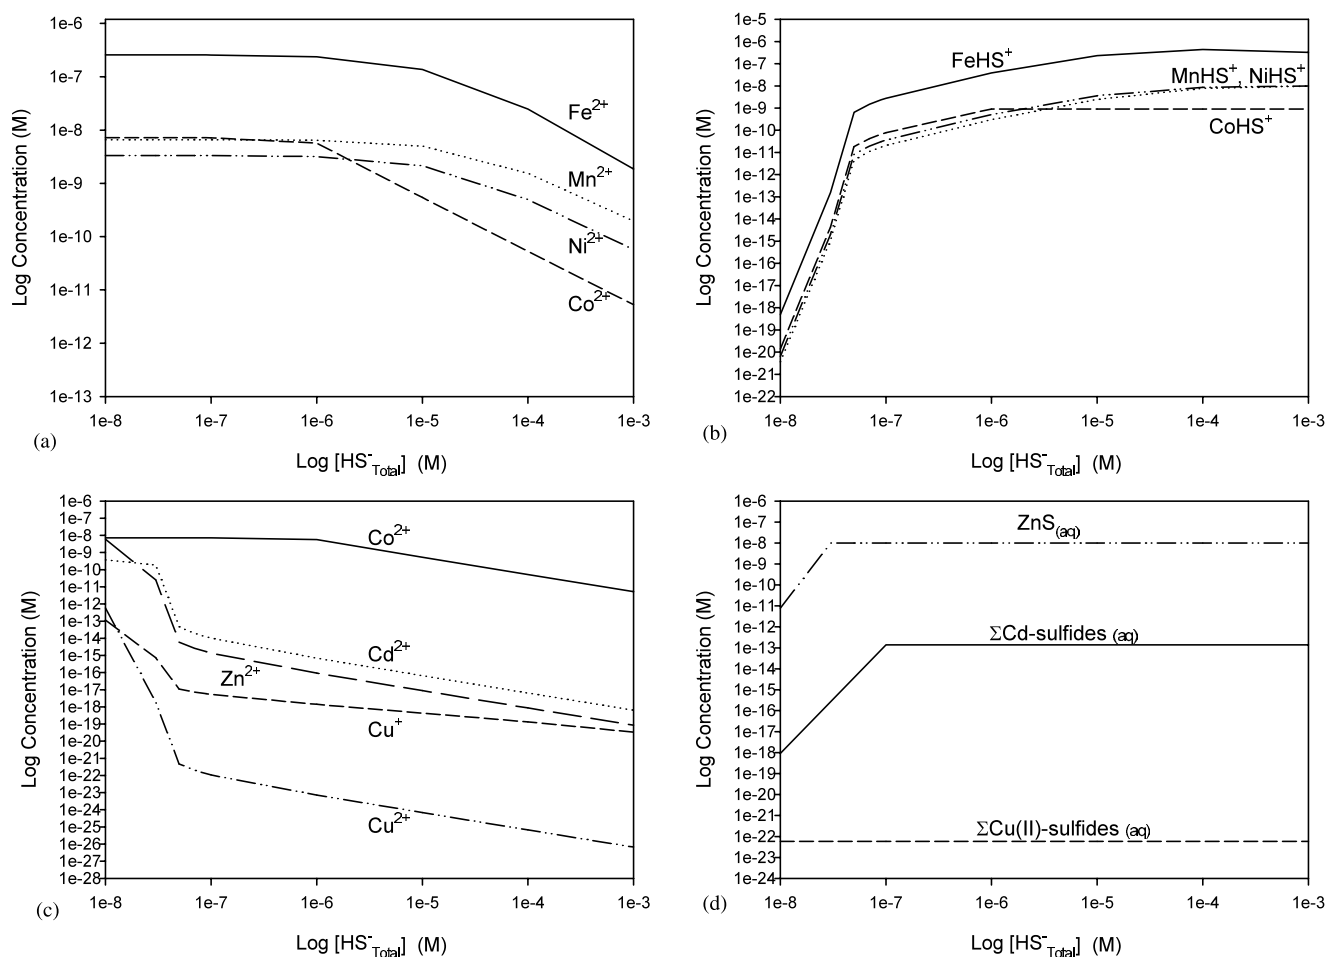 1e-6
1e-7
1e-8
1e-9
1e-10
1e-11
1e-12
1e-13
Log Concentration (M)
Fe²⁺
Mn²⁺
Ni²⁺
Co²⁺
1e-8 1e-7 1e-6 1e-5 1e-4 1e-3
(a)
Log [HS⁻Total] (M)
1e-5
1e-6
1e-7
1e-8
1e-9
1e-10
1e-11
1e-12
1e-13
1e-14
1e-15
1e-16
1e-17
1e-18
1e-19
1e-20
1e-21
1e-22
Log Concentration (M)
FeHS⁺
MnHS⁺, NiHS⁺
CoHS⁺
1e-8 1e-7 1e-6 1e-5 1e-4 1e-3
(b)
Log [HS⁻Total] (M)
1e-6
1e-7
1e-8
1e-9
1e-10
1e-11
1e-12
1e-13
1e-14
1e-15
1e-16
1e-17
1e-18
1e-19
1e-20
1e-21
1e-22
1e-23
1e-24
1e-25
1e-26
1e-27
1e-28
Log Concentration (M)
Co²⁺
Cd²⁺
Zn²⁺
Cu⁺
Cu²⁺
1e-8 1e-7 1e-6 1e-5 1e-4 1e-3
(c)
Log [HS⁻Total] (M)
1e-6
1e-7
1e-8
1e-9
1e-10
1e-11
1e-12
1e-13
1e-16
1e-15
1e-16
1e-17
1e-18
1e-18
1e-20
1e-21
1e-22
1e-23
1e-24
Log Concentration (M)
ZnS(aq)
ΣCd-sulfides (aq)
ΣCu(II)-sulfides (aq)
1e-8 1e-7 1e-6 1e-5 1e-4 1e-3
(d)
Log [HS⁻Total] (M)